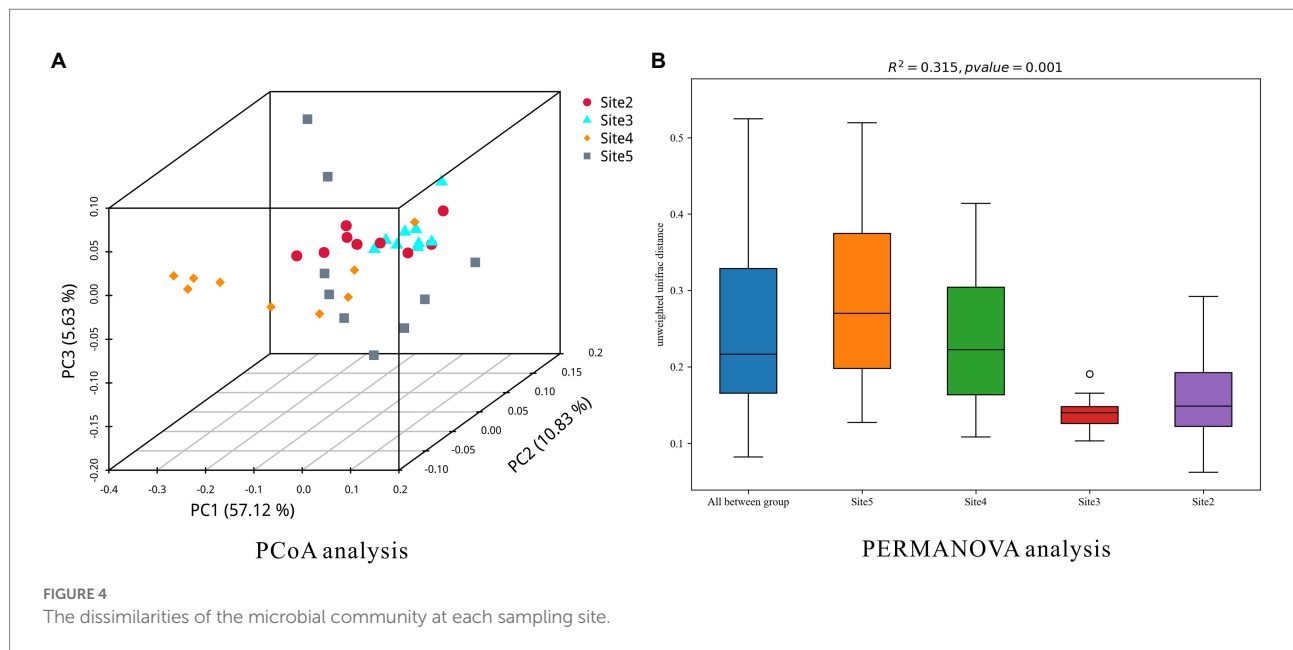 A
Site2
Site3
Site4
Site5
PC3 (5.63 %)
0.10
0.05
0.00
-0.05
-0.10
-0.15
-0.20
-0.4
-0.3
-0.2
-0.1
0.0
0.1
0.2
PC1 (57.12 %)
0.2
0.15
0.10
0.05
0.00
-0.05
-0.10
PC2 (10.83 %)
PCoA analysis
B
R² = 0.315, pvalue = 0.001
unweighted unifrac distance
0.5
0.4
0.3
0.2
0.1
All between group
Site5
Site4
Site3
Site2
PERMANOVA analysis
FIGURE 4
The dissimilarities of the microbial community at each sampling site.